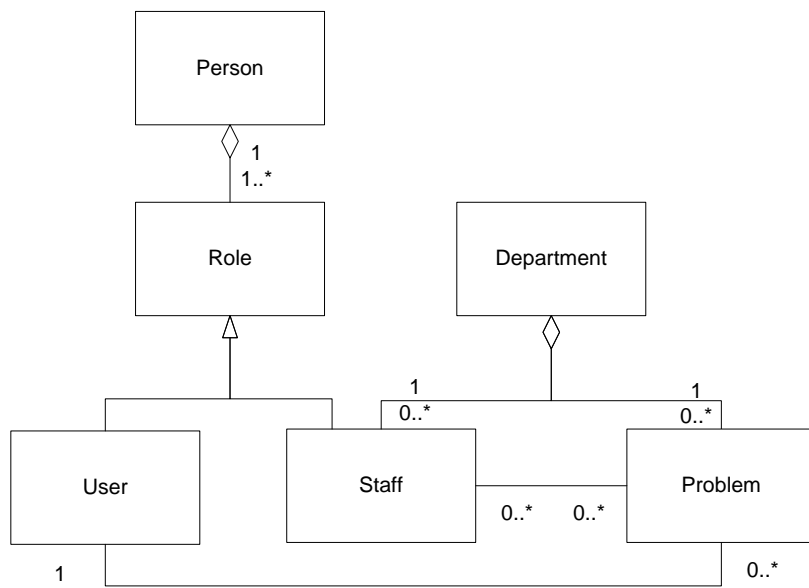 Person
1
1..*
Role
Department
1
1
0..*
0..*
User
Staff
Problem
0..*
0..*
1
0..*